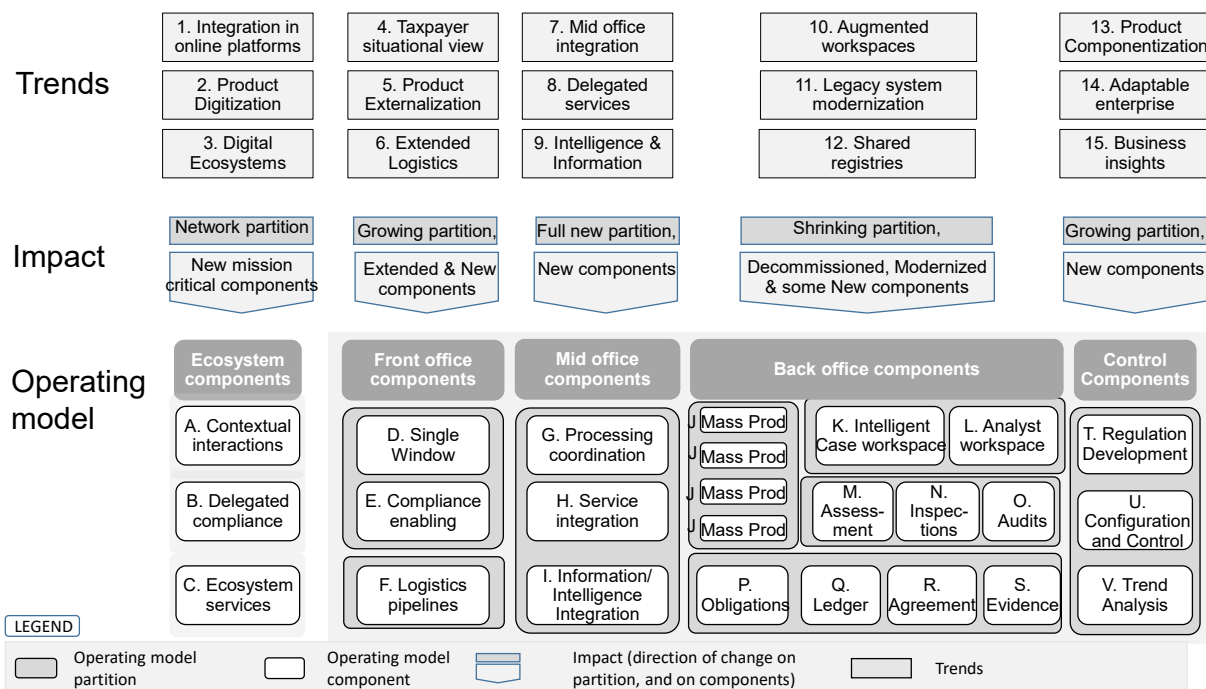 Trends
1. Integration in
online platforms
2. Product
Digitization
3. Digital
Ecosystems
4. Taxpayer
situational view
5. Product
Externalization
6. Extended
Logistics
7. Mid office
integration
8. Delegated
services
9. Intelligence &
Information
10. Augmented
workspaces
11. Legacy system
modernization
12. Shared
registries
13. Product
Componentization
14. Adaptable
enterprise
15. Business
insights
Impact
Network partition
New mission
critical components
Growing partition,
Extended & New
components
Full new partition,
New components
Shrinking partition,
Decommissioned, Modernized
& some New components
Growing partition,
New components
Operating
model
Ecosystem
components
A. Contextual
interactions
B. Delegated
compliance
C. Ecosystem
services
Front office
components
D. Single
Window
E. Compliance
enabling
F. Logistics
pipelines
Mid office
components
G. Processing
coordination
H. Service
integration
I. Information/
Intelligence
Integration
Back office components
J Mass Prod
J Mass Prod
J Mass Prod
J Mass Prod
K. Intelligent
Case workspace
L. Analyst
workspace
M.
Assess-
ment
N.
Inspec-
tions
O.
Audits
P.
Obligations
Q.
Ledger
R.
Agreement
S.
Evidence
Control
Components
T. Regulation
Development
U.
Configuration
and Control
V. Trend
Analysis
LEGEND
Operating model
partition
Operating model
component
Impact (direction of change on
partition, and on components)
Trends